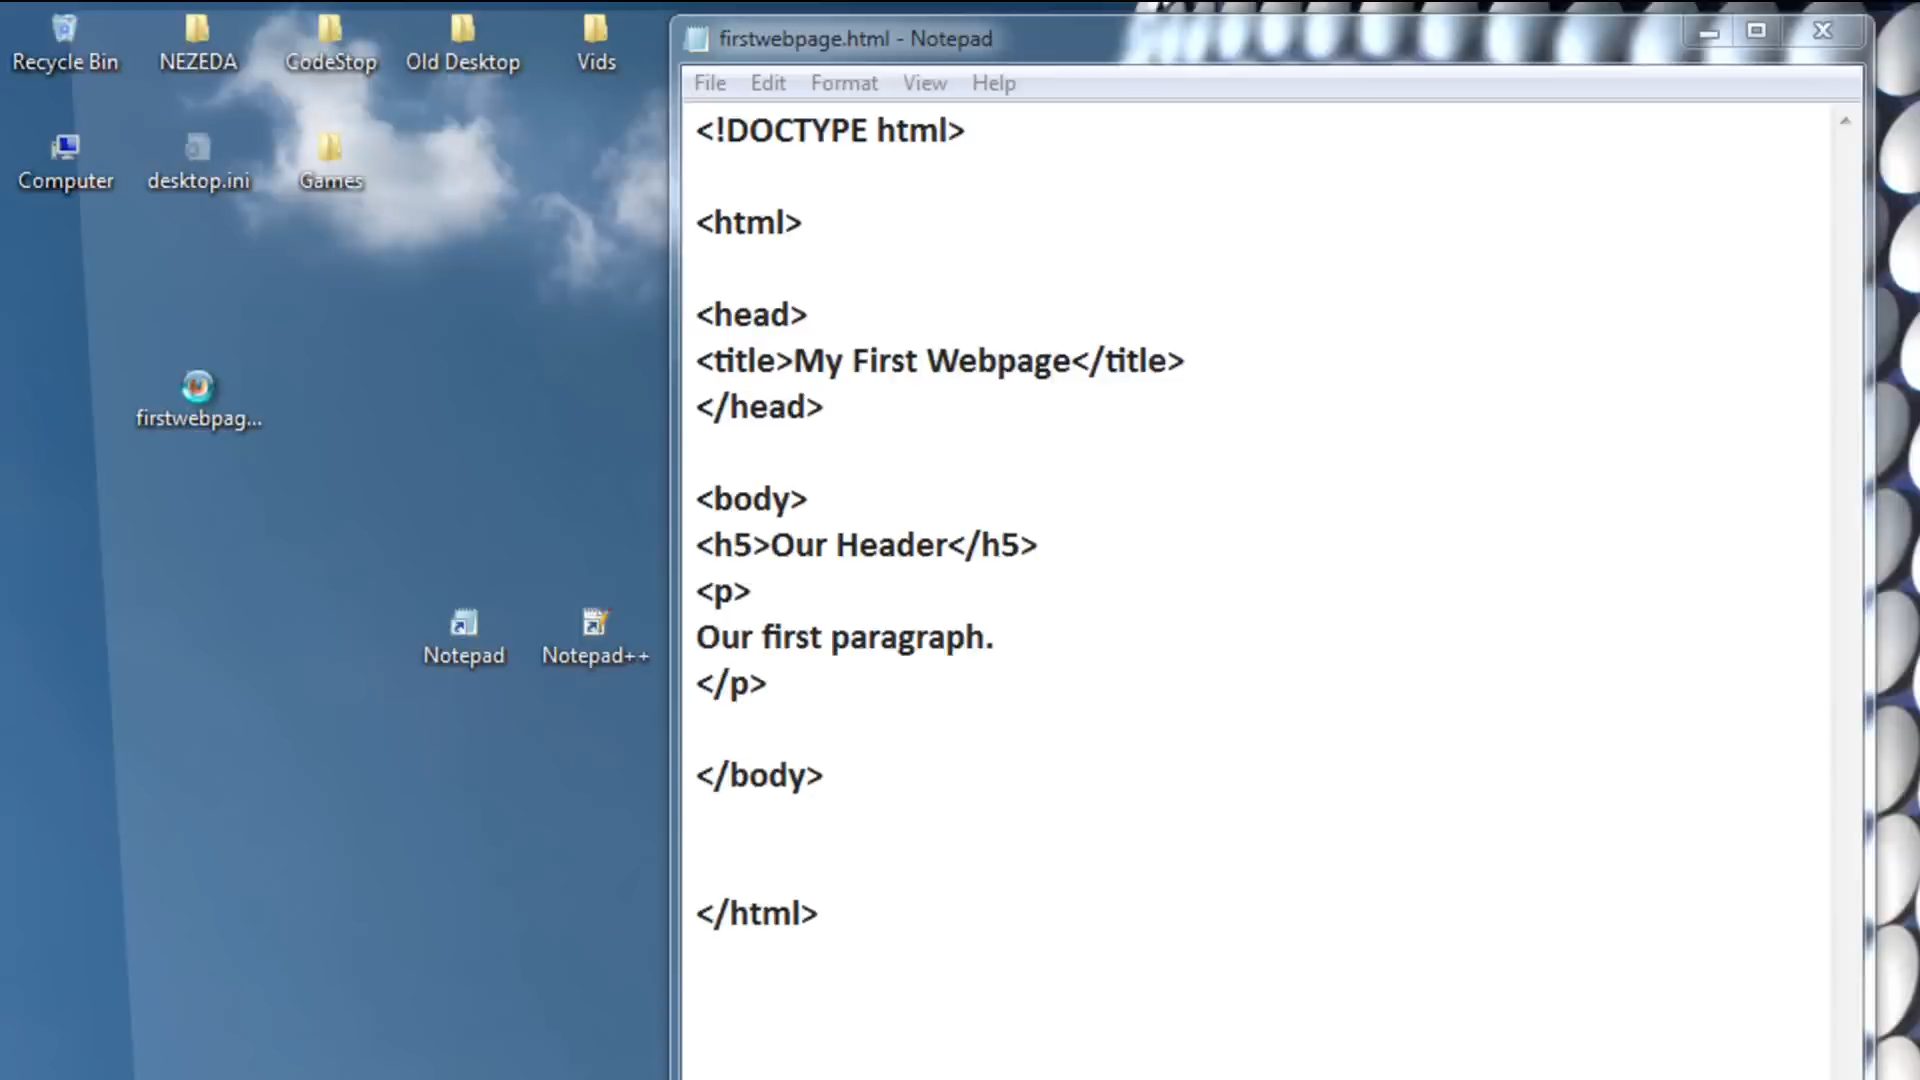 Recycle Bin
NEZEDA
CodeStop
Old Desktop
Vids
Computer
desktop.ini
Games
firstwebpag...
Notepad
Notepad++
firstwebpage.html - Notepad
File Edit Format View Help
<!DOCTYPE html>
<html>
<head>
<title>My First Webpage</title>
</head>
<body>
<h5>Our Header</h5>
<p>
Our first paragraph.
</p>
</body>
</html>